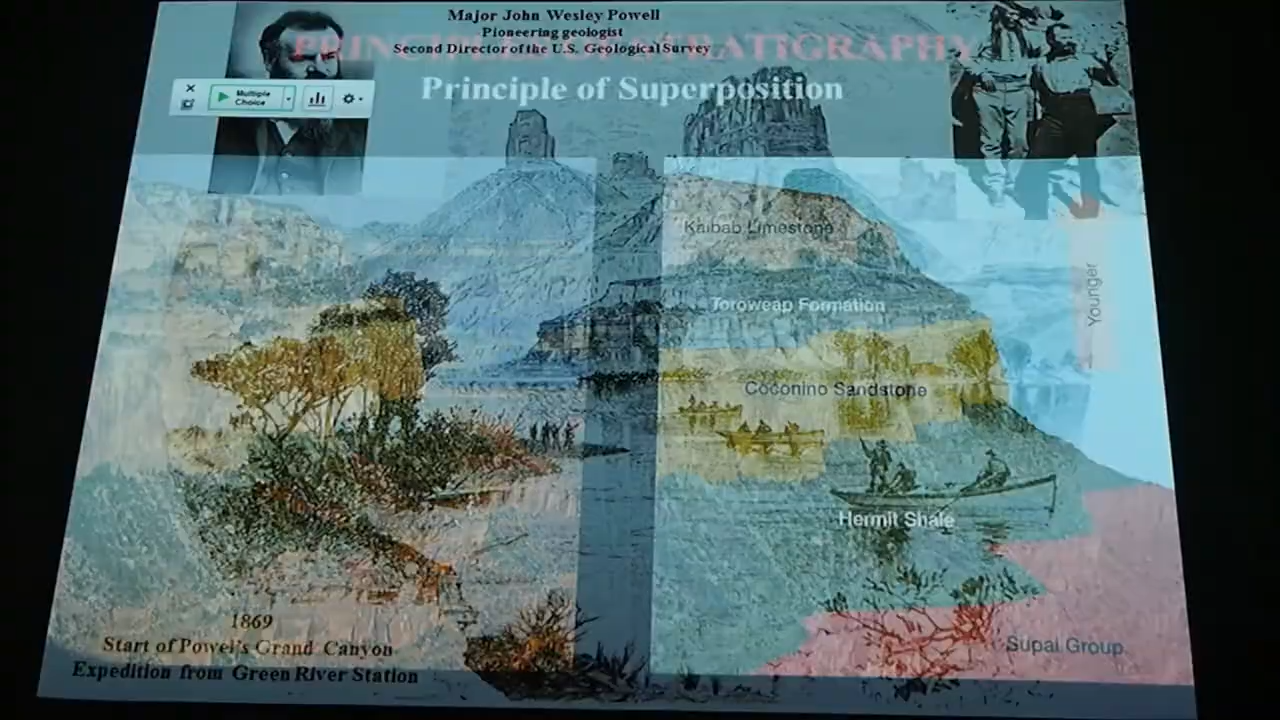 Major John Wesley Powell
Pioneering geologist
Second Director of the U.S. Geological Survey
PRINCIPLES OF STRATIGRAPHY
Principle of Superposition
Multiple
Choice
Kaibab Limestone
Toroweap Formation
Younger
Coconino Sandstone
Hermit Shale
Supai Group
1869
Start of Powel's Grand Canyon
Expedition from Green River Station